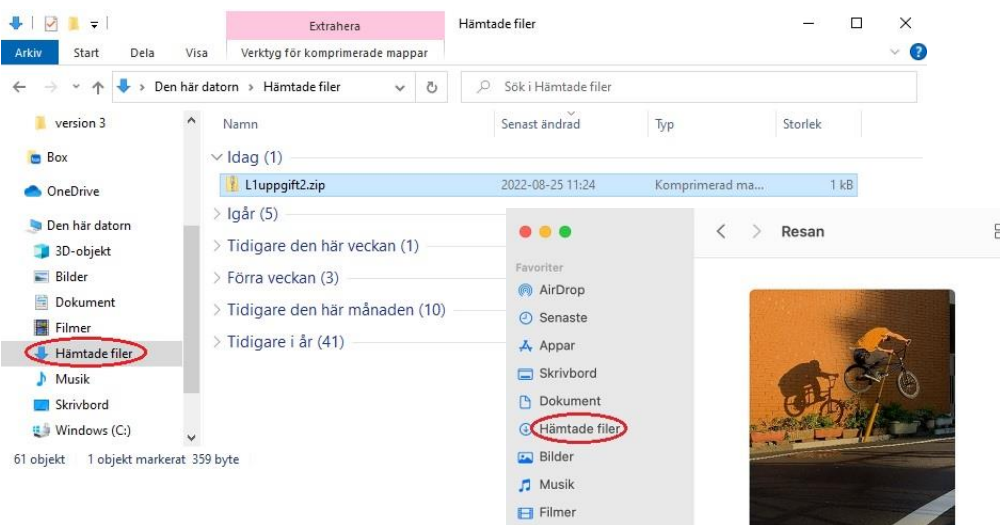 Extrahera
Hämtade filer
Arkiv Start Dela Visa Verktyg för komprimerade mappar
Den här datorn Hämtade filer Sök i Hämtade filer
version 3
Box
OneDrive
Den här datorn
3D-objekt
Bilder
Dokument
Filmer
Hämtade filer
Musik
Skrivbord
Windows (C:)
Namn Senast ändrad Typ Storlek
Idag (1)
L1uppgift2.zip 2022-08-25 11:24 Komprimerad ma... 1 kB
Igår (5)
Tidigare den här veckan (1)
Förra veckan (3)
Tidigare den här månaden (10)
Tidigare i år (41)
61 objekt 1 objekt markerat 359 byte
Resan
Favoriter
AirDrop
Senaste
Appar
Skrivbord
Dokument
Hämtade filer
Bilder
Musik
Filmer